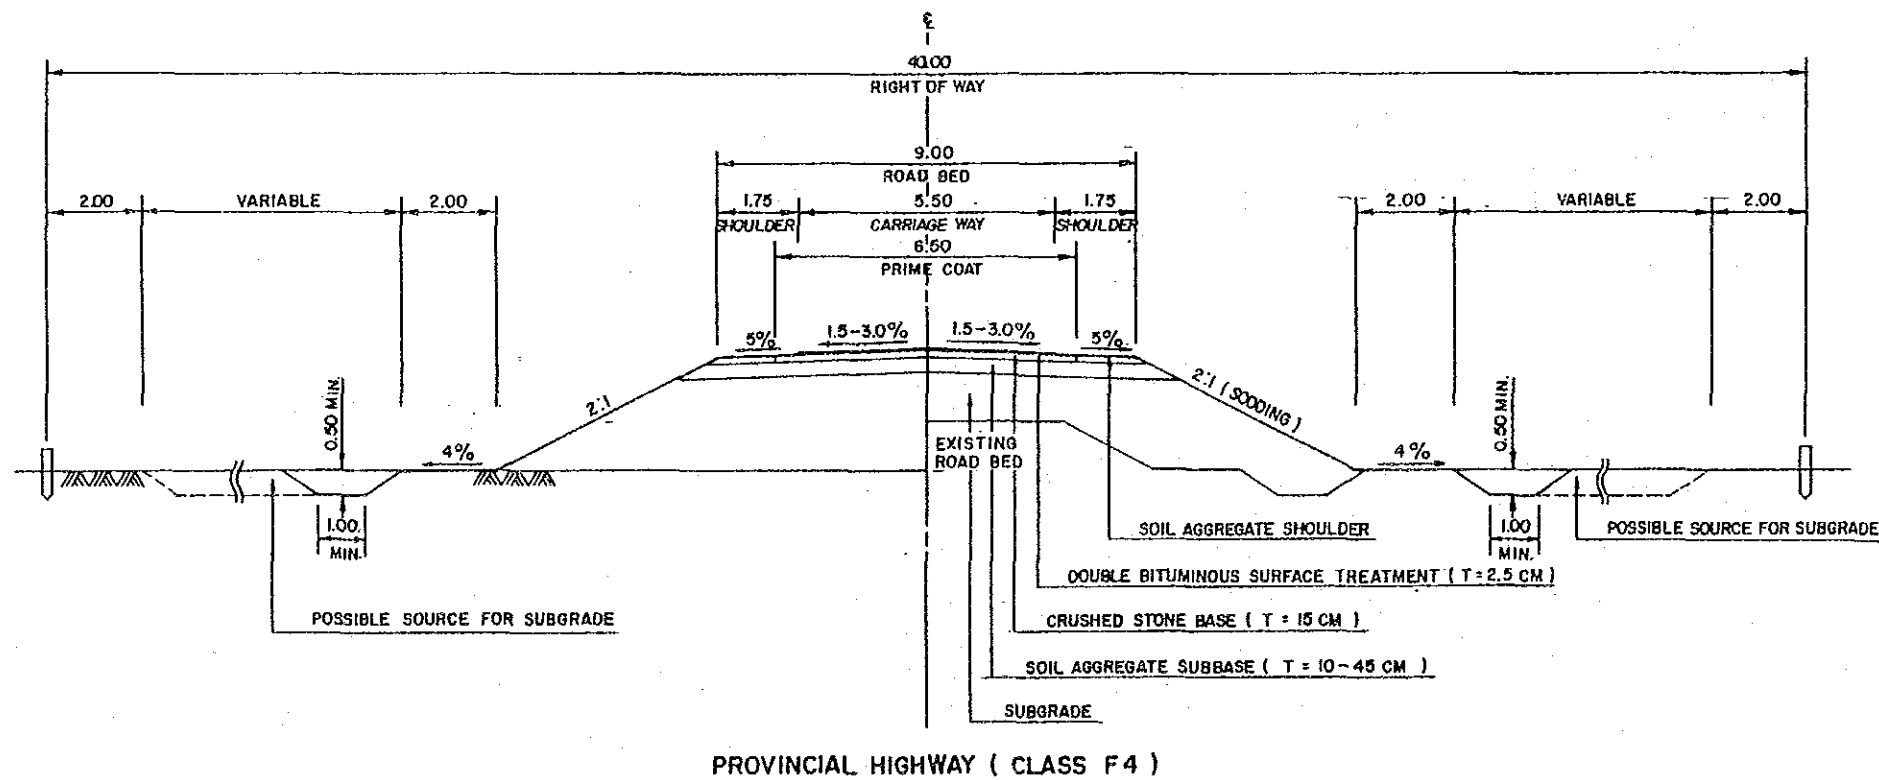 ℄
40.00
RIGHT OF WAY
9.00
ROAD BED
2.00 VARIABLE 2.00 1.75 5.50 1.75 2.00 VARIABLE 2.00
SHOULDER CARRIAGE WAY SHOULDER
6.50
PRIME COAT
5% 1.5-3.0% 1.5-3.0% 5%
2:1
2:1 (SODDING)
0.50 MIN.
0.50 MIN.
4%
EXISTING
ROAD BED
4%
1.00
MIN.
1.00
MIN.
SOIL AGGREGATE SHOULDER
POSSIBLE SOURCE FOR SUBGRADE
DOUBLE BITUMINOUS SURFACE TREATMENT ( T = 2.5 CM )
POSSIBLE SOURCE FOR SUBGRADE
CRUSHED STONE BASE ( T = 15 CM )
SOIL AGGREGATE SUBBASE ( T = 10-45 CM )
SUBGRADE
PROVINCIAL HIGHWAY ( CLASS F4 )